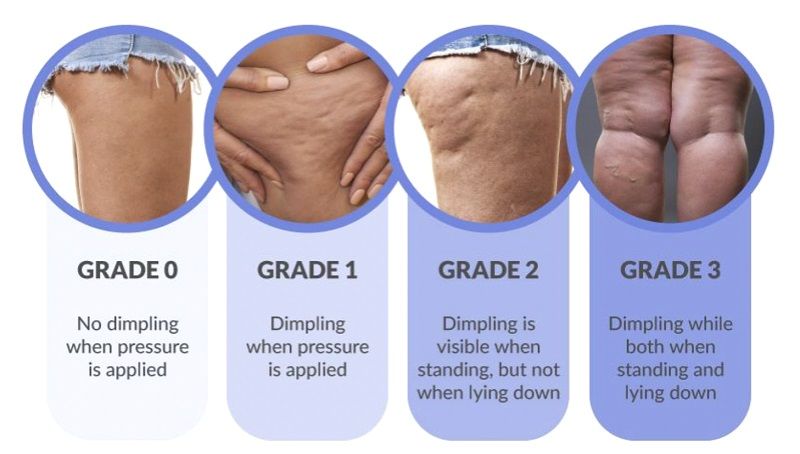 GRADE 0
No dimpling
when pressure
is applied
GRADE 1
Dimpling
when pressure
is applied
GRADE 2
Dimpling is
visible when
standing, but not
when lying down
GRADE 3
Dimpling while
both when
standing and
lying down